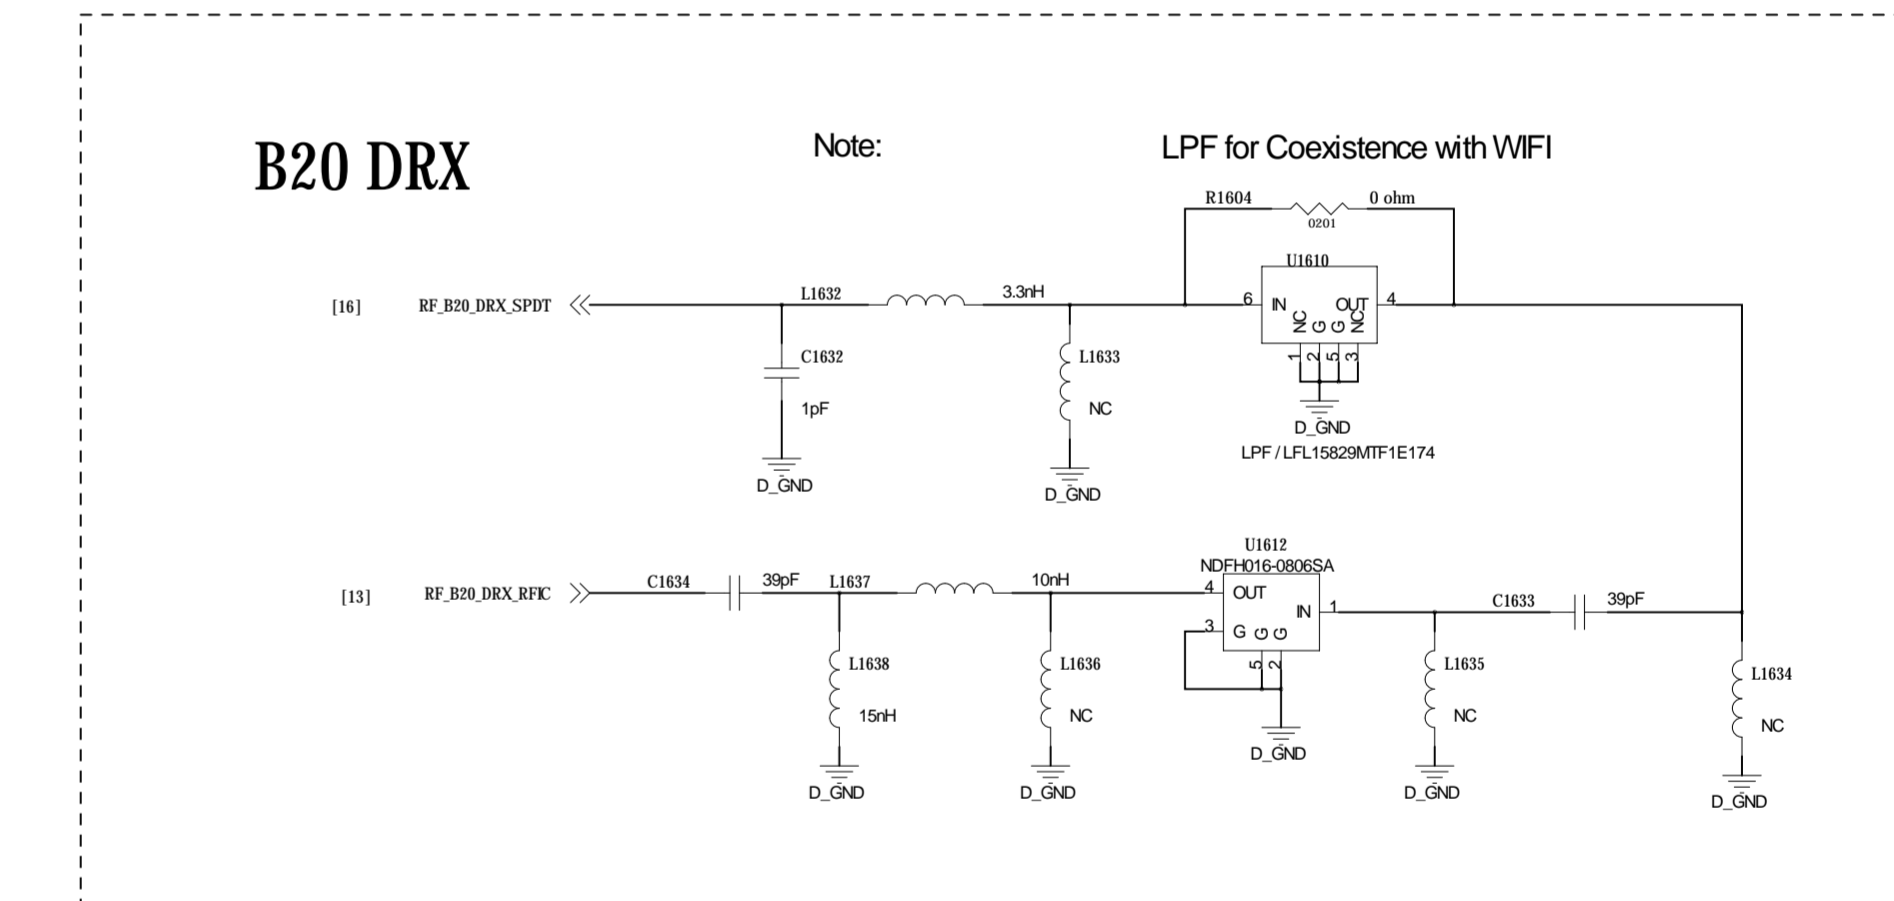 B20 DRX
Note:
LPF for Coexistence with WIFI
R1604
0 ohm
0201
U1610
[16]
RF_B20_DRX_SPDT
L1632
3.3nH
6
IN
OUT
4
NC
G
G
NC
1
2
5
3
C1632
1pF
D_GND
L1633
NC
D_GND
D_GND
LPF / LFL15829MTF1E174
U1612
NDFH016-0806SA
[13]
RF_B20_DRX_RFIC
C1634
39pF
L1637
10nH
4
OUT
IN
1
3
G
G
G
5
2
C1633
39pF
L1638
15nH
D_GND
L1636
NC
D_GND
D_GND
L1635
NC
D_GND
L1634
NC
D_GND